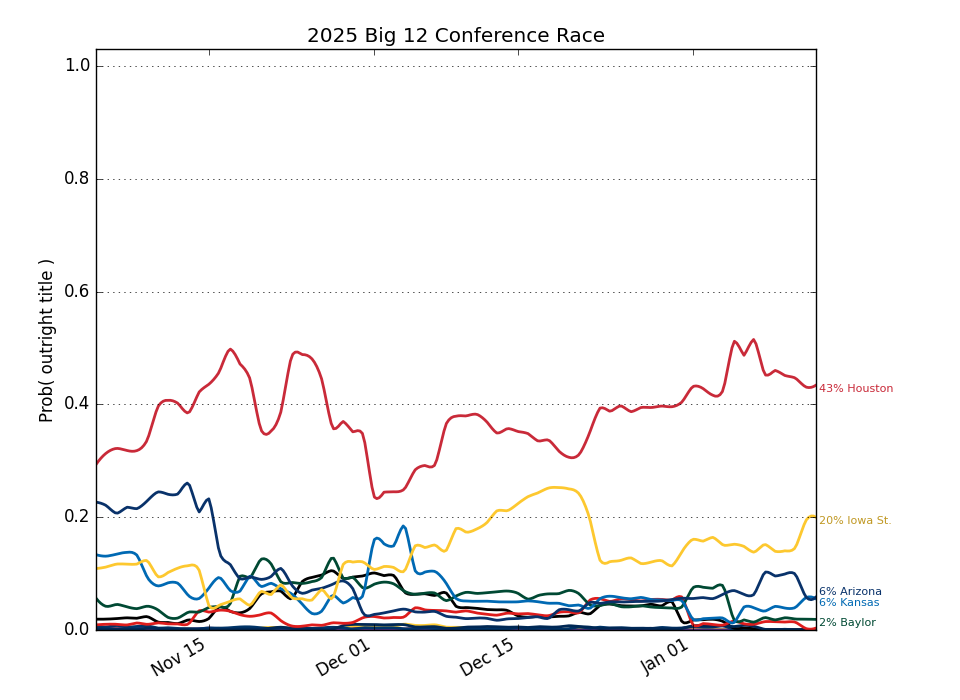 2025 Big 12 Conference Race
Prob( outright title )
1.0
0.8
0.6
0.4
0.2
0.0
43% Houston
20% Iowa St.
6% Arizona
6% Kansas
2% Baylor
Nov 15
Dec 01
Dec 15
Jan 01